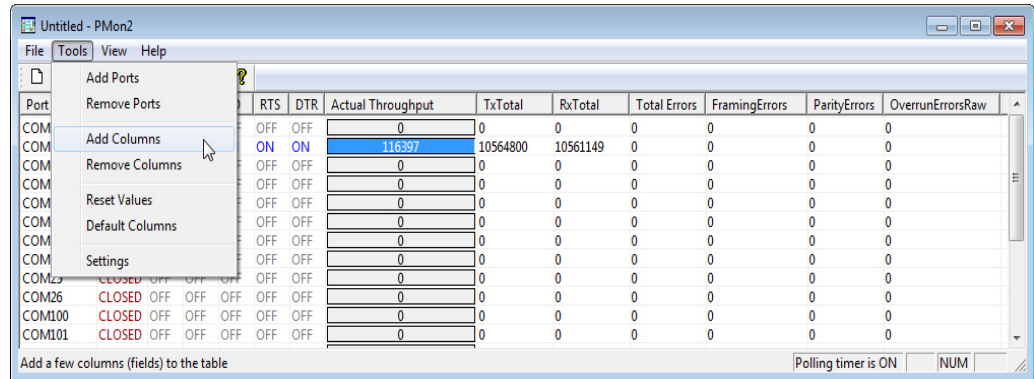 Untitled - PMon2
File Tools View Help
Add Ports
Remove Ports
Add Columns
Remove Columns
Reset Values
Default Columns
Settings
Port RTS DTR Actual Throughput TxTotal RxTotal Total Errors FramingErrors ParityErrors OverrunErrorsRaw
COM OFF OFF 0 0 0 0 0 0 0
COM ON ON 116397 10564800 10561149 0 0 0 0
COM OFF OFF 0 0 0 0 0 0 0
COM OFF OFF 0 0 0 0 0 0 0
COM OFF OFF 0 0 0 0 0 0 0
COM OFF OFF 0 0 0 0 0 0 0
COM OFF OFF 0 0 0 0 0 0 0
COM OFF OFF 0 0 0 0 0 0 0
COM25 CLOSED OFF OFF OFF OFF OFF 0 0 0 0 0 0 0
COM26 CLOSED OFF OFF OFF OFF OFF 0 0 0 0 0 0 0
COM100 CLOSED OFF OFF OFF OFF OFF 0 0 0 0 0 0 0
COM101 CLOSED OFF OFF OFF OFF OFF 0 0 0 0 0 0 0
Add a few columns (fields) to the table Polling timer is ON NUM